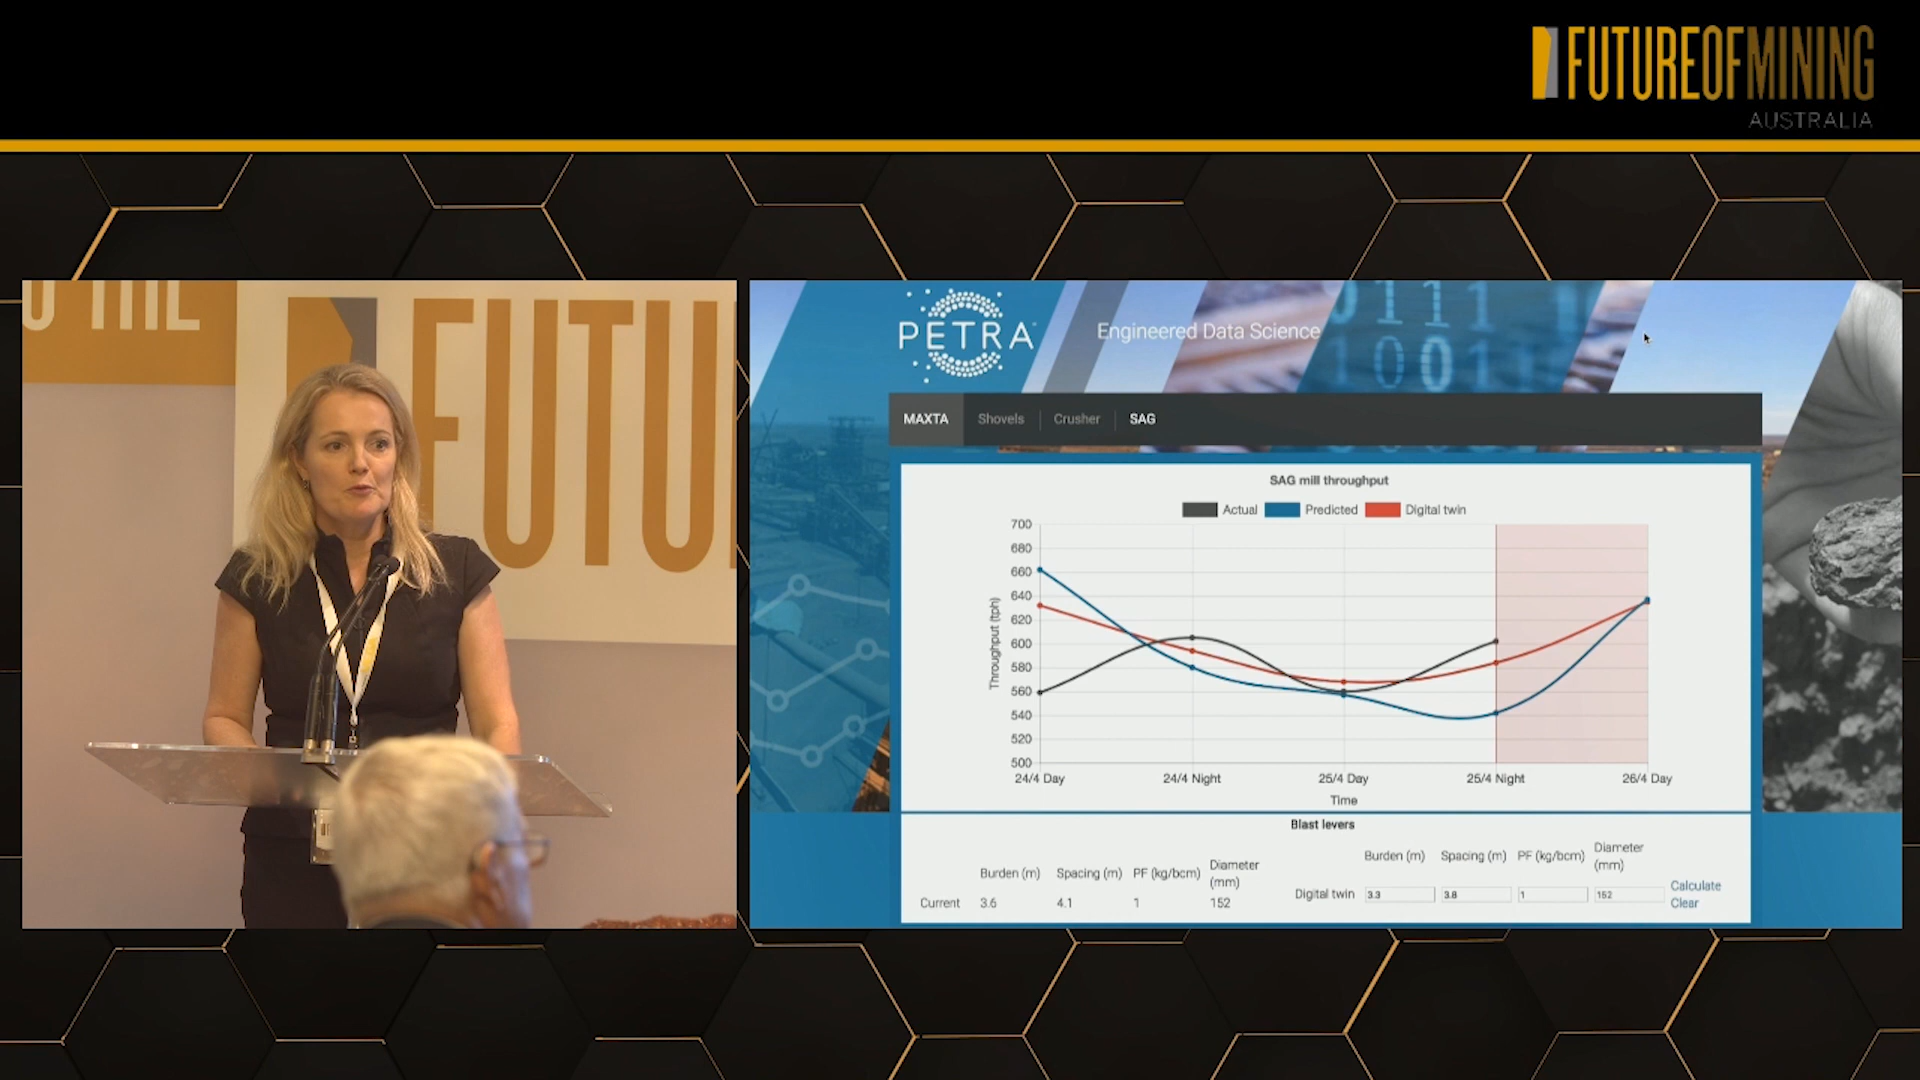 FUTUREOFMINING
AUSTRALIA
O THE
FUTU
PETRA
Engineered Data Science
0111
1001
MAXTA
Shovels
Crusher
SAG
SAG mill throughput
Actual
Predicted
Digital twin
Throughput (tph)
700
680
660
640
620
600
580
560
540
520
500
24/4 Day
24/4 Night
25/4 Day
25/4 Night
26/4 Day
Time
Blast levers
Burden (m) Spacing (m) PF (kg/bcm) Diameter (mm)
Current 3.6 4.1 1 152
Burden (m) Spacing (m) PF (kg/bcm) Diameter (mm)
Digital twin 3.3 3.8 1 152
Calculate
Clear